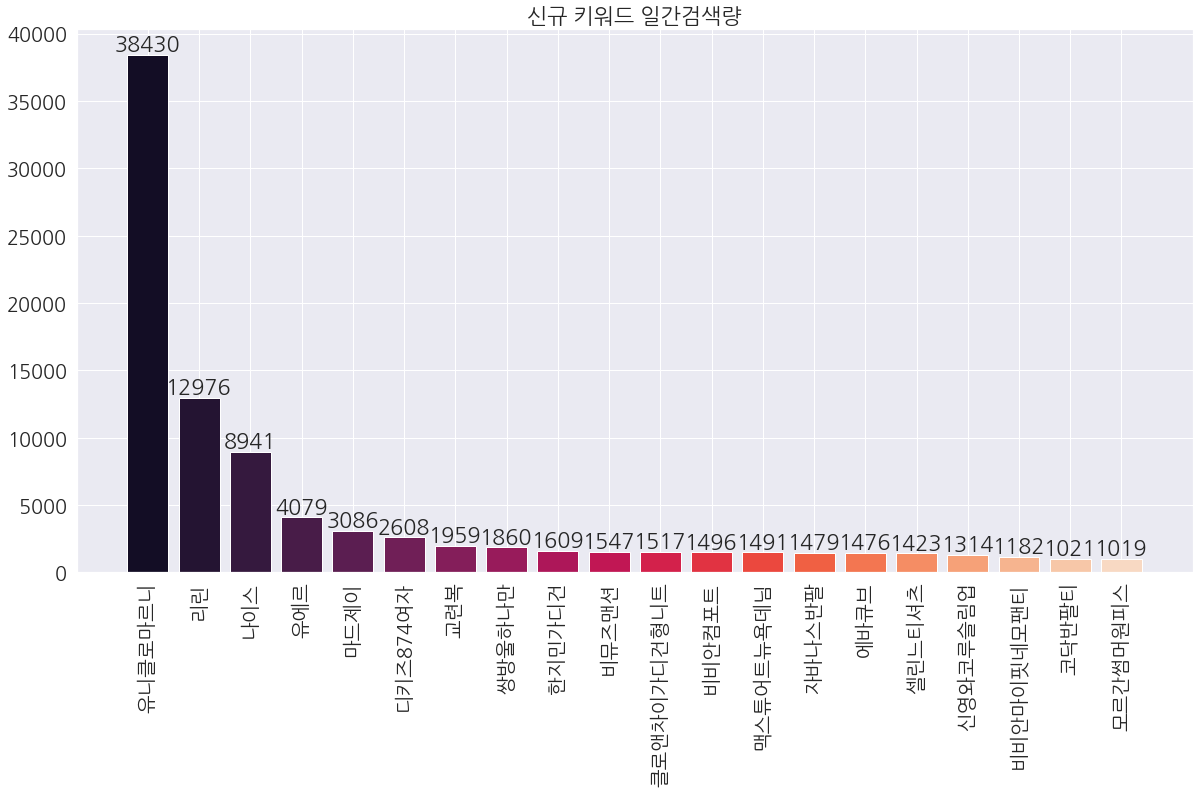 신규 키워드 일간검색량
40000
35000
30000
25000
20000
15000
10000
5000
0
38430
12976
8941
4079
3086
2608
1959
1860
1609
1547
1517
1496
1491
1479
1476
1423
1314
1182
1021
1019
유니클로마르니
리린
나이스
유에르
마드제이
디키즈874여자
교련복
쌍방울하나만
한지민가디건
비뮤즈맨션
클로앤차이가디건형니트
비비안컴포트
맥스튜어트뉴욕데님
자바나스반팔
에바큐브
셀린느티셔츠
신영와코루슬림업
비비안마이핏네모팬티
코닥반팔티
모르간썸머원피스